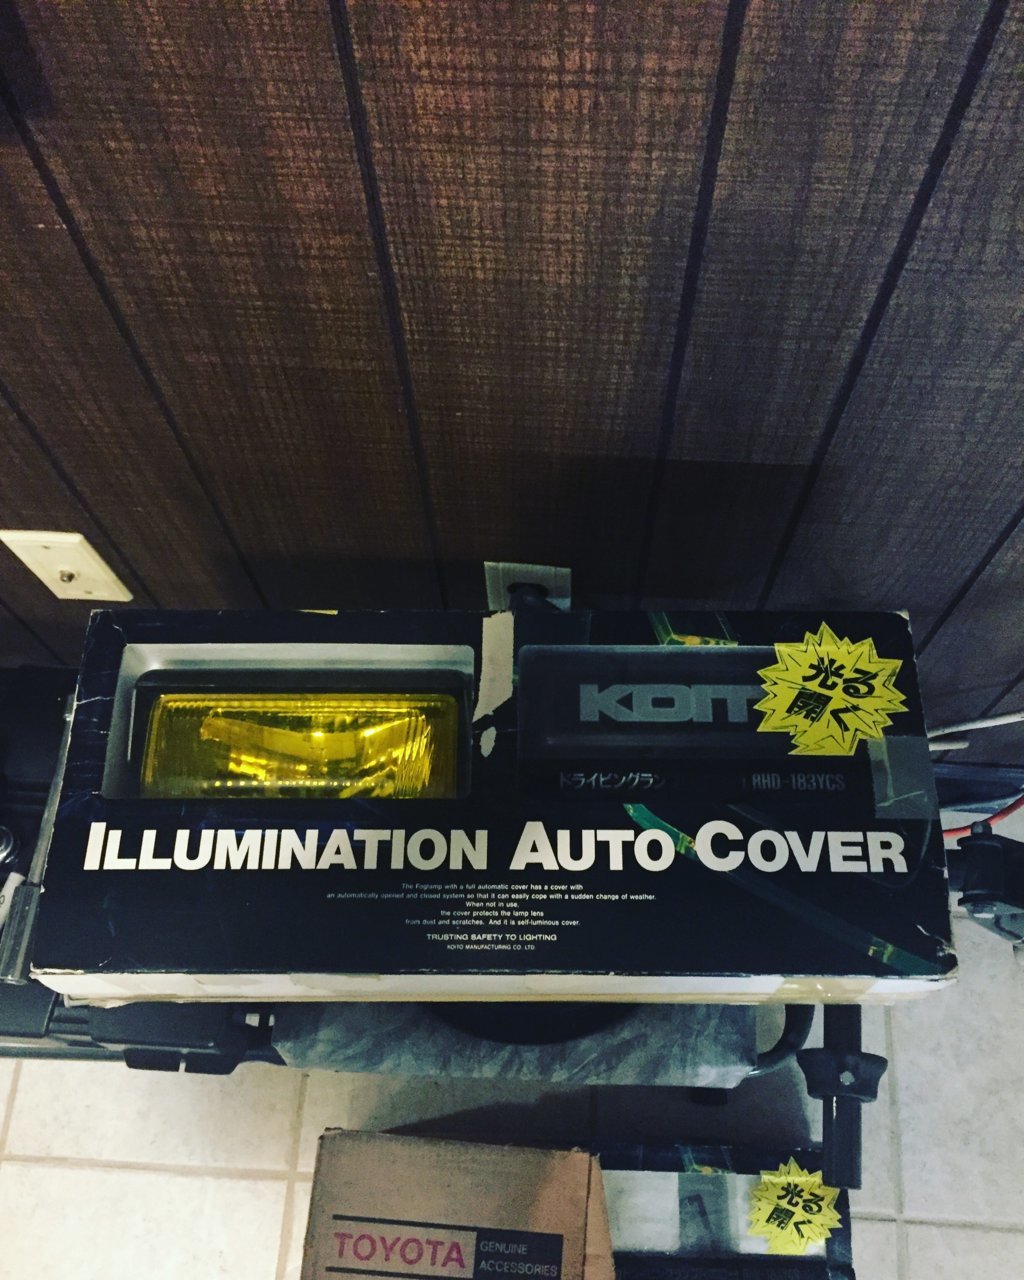 KOIT
光る
開く
ドライビングラン
RHD-183YCS
ILLUMINATION AUTO COVER
The Foglamp with a full automatic cover has a cover with
an automatically opened and closed system so that it can easily cope with a sudden change of weather.
When not in use,
the cover protects the lamp lens
from dust and scratches. And it is self-luminous cover.
TRUSTING SAFETY TO LIGHTING
KOITO MANUFACTURING CO. LTD.
光る
開く
TOYOTA
GENUINE
ACCESSORIES